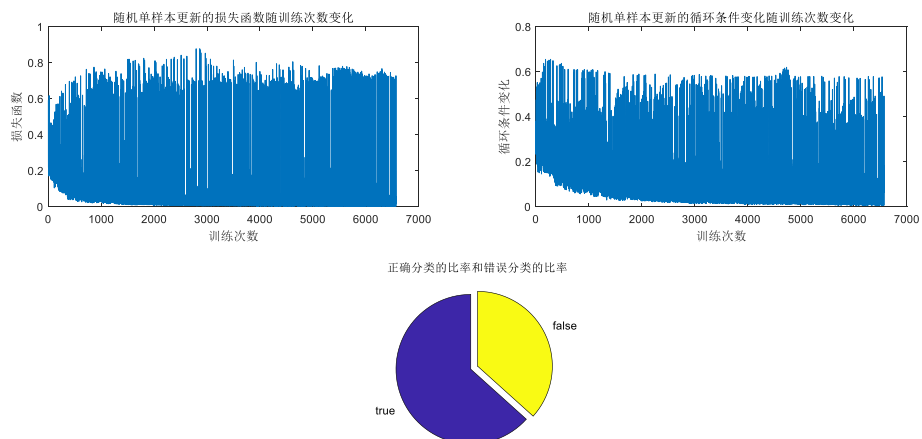 随机单样本更新的损失函数随训练次数变化
1
0.8
0.6
0.4
0.2
0
损失函数
0 1000 2000 3000 4000 5000 6000 7000
训练次数
随机单样本更新的循环条件变化随训练次数变化
0.8
0.6
0.4
0.2
0
循环条件变化
0 1000 2000 3000 4000 5000 6000 7000
训练次数
正确分类的比率和错误分类的比率
false
true